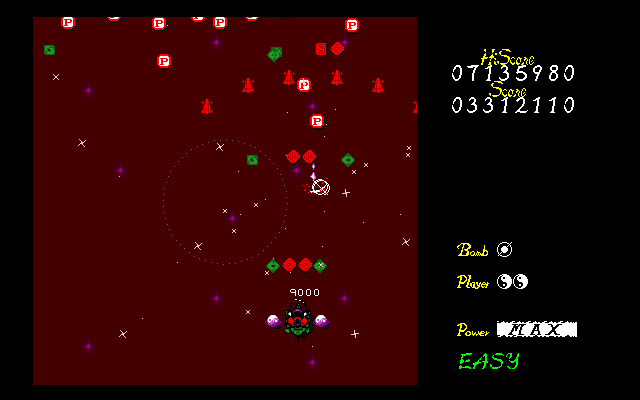 HiScore
07135980
Score
03312110
P P P P P
P
P
P
9000
Bomb
Player
Power MAX
EASY